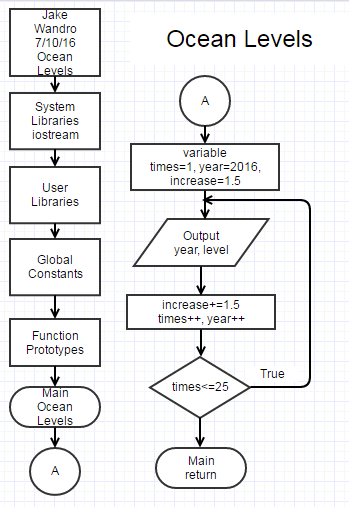 Jake
Wandro
7/10/16
Ocean
Levels
System
Libraries
iostream
User
Libraries
Global
Constants
Function
Prototypes
Main
Ocean
Levels
A
Ocean Levels
A
variable
times=1, year=2016,
increase=1.5
Output
year, level
increase+=1.5
times++, year++
times<=25
True
Main
return